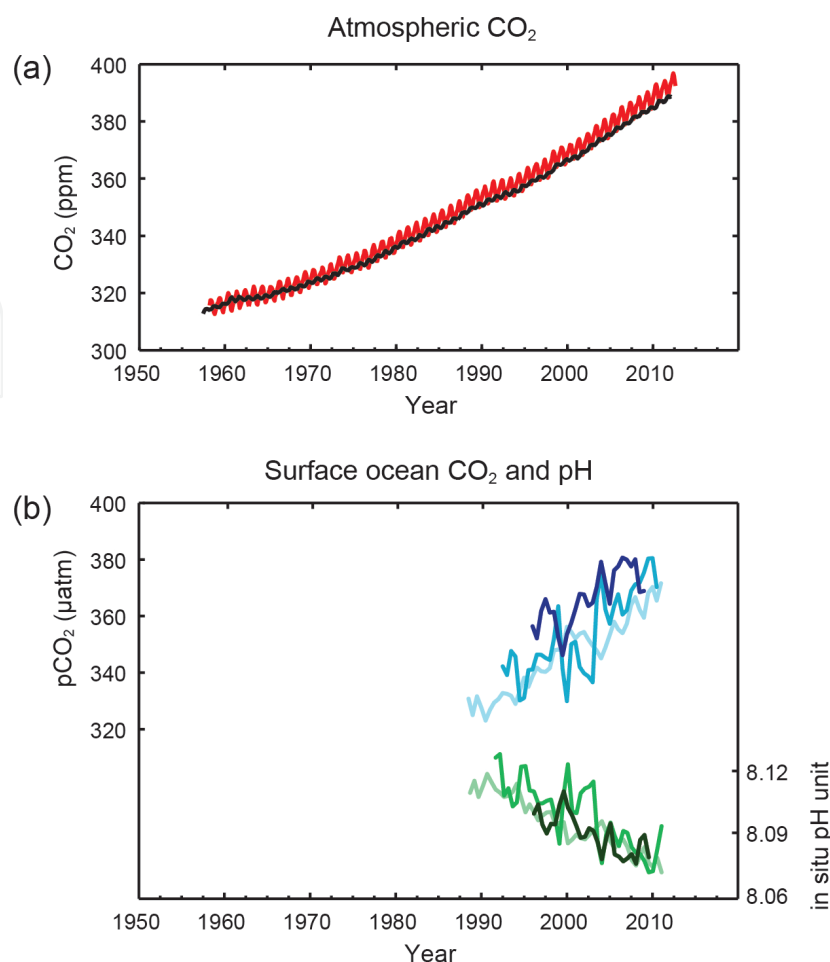 Atmospheric CO₂
(a)
400
380
360
340
320
300
CO₂ (ppm)
1950 1960 1970 1980 1990 2000 2010
Year
Surface ocean CO₂ and pH
(b)
400
380
360
340
320
pCO₂ (µatm)
8.12
8.09
8.06
in situ pH unit
1950 1960 1970 1980 1990 2000 2010
Year